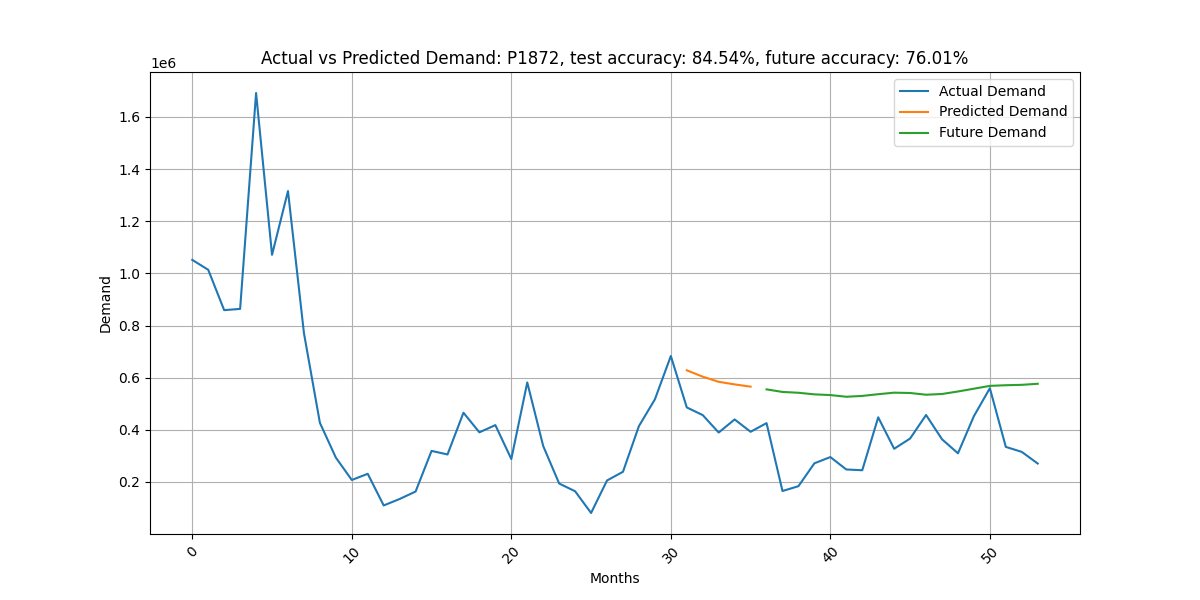 Actual vs Predicted Demand: P1872, test accuracy: 84.54%, future accuracy: 76.01%
1e6
Actual Demand
Predicted Demand
Future Demand
1.6
1.4
1.2
1.0
0.8
0.6
0.4
0.2
Demand
0
10
20
30
40
50
Months